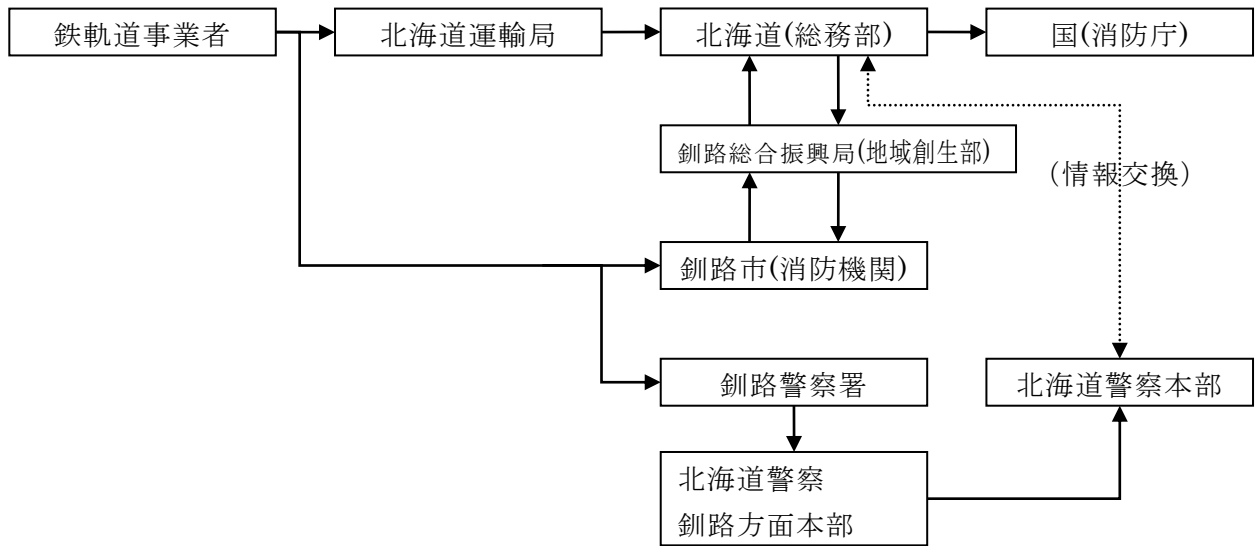 鉄軌道事業者
北海道運輸局
北海道(総務部)
国(消防庁)
釧路総合振興局(地域創生部)
(情報交換)
釧路市(消防機関)
釧路警察署
北海道警察本部
北海道警察
釧路方面本部